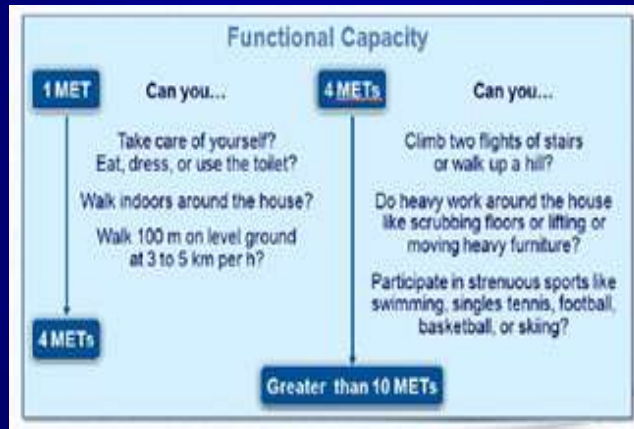 Functional Capacity
1 MET
Can you...
Take care of yourself?
Eat, dress, or use the toilet?
Walk indoors around the house?
Walk 100 m on level ground
at 3 to 5 km per h?
4 METs
4 METs
Can you...
Climb two flights of stairs
or walk up a hill?
Do heavy work around the house
like scrubbing floors or lifting or
moving heavy furniture?
Participate in strenuous sports like
swimming, singles tennis, football,
basketball, or skiing?
Greater than 10 METs